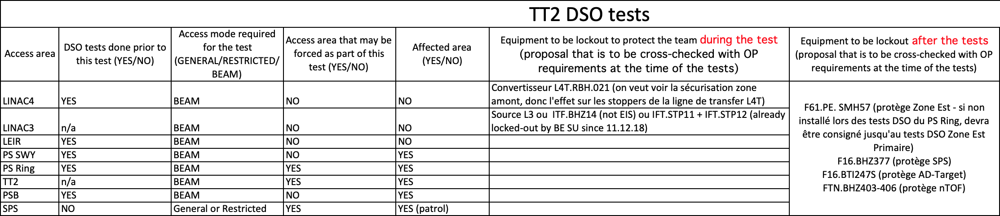 TT2 DSO tests
Access area
DSO tests done prior to
this test (YES/NO)
Access mode required
for the test
(GENERAL/RESTRICTED/
BEAM)
Access area that may be
forced as part of this
test (YES/NO)
Affected area
(YES/NO)
Equipment to be lockout to protect the team during the test
(proposal that is to be cross-checked with OP
requirements at the time of the tests)
Equipment to be lockout after the tests
(proposal that is to be cross-checked with OP
requirements at the time of the tests)
LINAC4 YES BEAM NO NO
Convertisseur L4T.RBH.021 (on veut voir la sécurisation zone
amont, donc l'effet sur les stoppers de la ligne de transfer L4T)
LINAC3 n/a BEAM NO NO
Source L3 ou  ITF.BHZ14 (not EIS) ou IFT.STP11 + IFT.STP12 (already
locked-out by BE SU since 11.12.18)
LEIR YES BEAM NO NO
PS SWY YES BEAM NO YES
PS Ring YES BEAM YES YES
TT2 n/a BEAM YES YES
PSB YES BEAM NO YES
SPS NO General or Restricted YES YES (patrol)
F61.PE. SMH57 (protège Zone Est - si non
installé lors des tests DSO du PS Ring, devra
être consigné jusqu'au tests DSO Zone Est
Primaire)
F16.BHZ377 (protège SPS)
F16.BTI247S (protège AD-Target)
FTN.BHZ403-406 (protège nTOF)